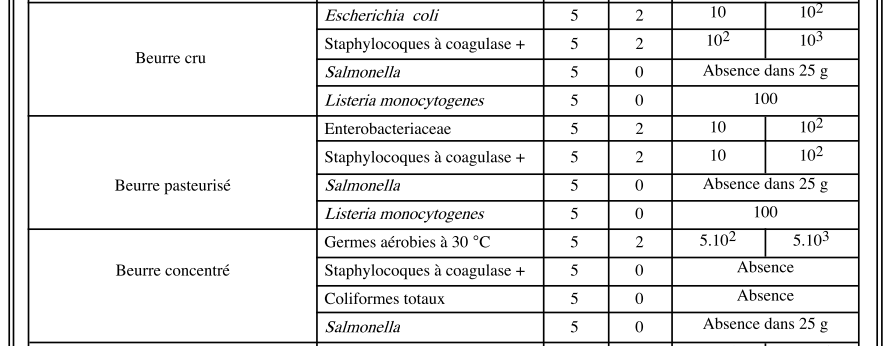 Beurre cru
Escherichia coli 5 2 10 10²
Staphylocoques à coagulase + 5 2 10² 10³
Salmonella 5 0 Absence dans 25 g
Listeria monocytogenes 5 0 100
Beurre pasteurisé
Enterobacteriaceae 5 2 10 10²
Staphylocoques à coagulase + 5 2 10 10²
Salmonella 5 0 Absence dans 25 g
Listeria monocytogenes 5 0 100
Beurre concentré
Germes aérobies à 30 °C 5 2 5.10² 5.10³
Staphylocoques à coagulase + 5 0 Absence
Coliformes totaux 5 0 Absence
Salmonella 5 0 Absence dans 25 g